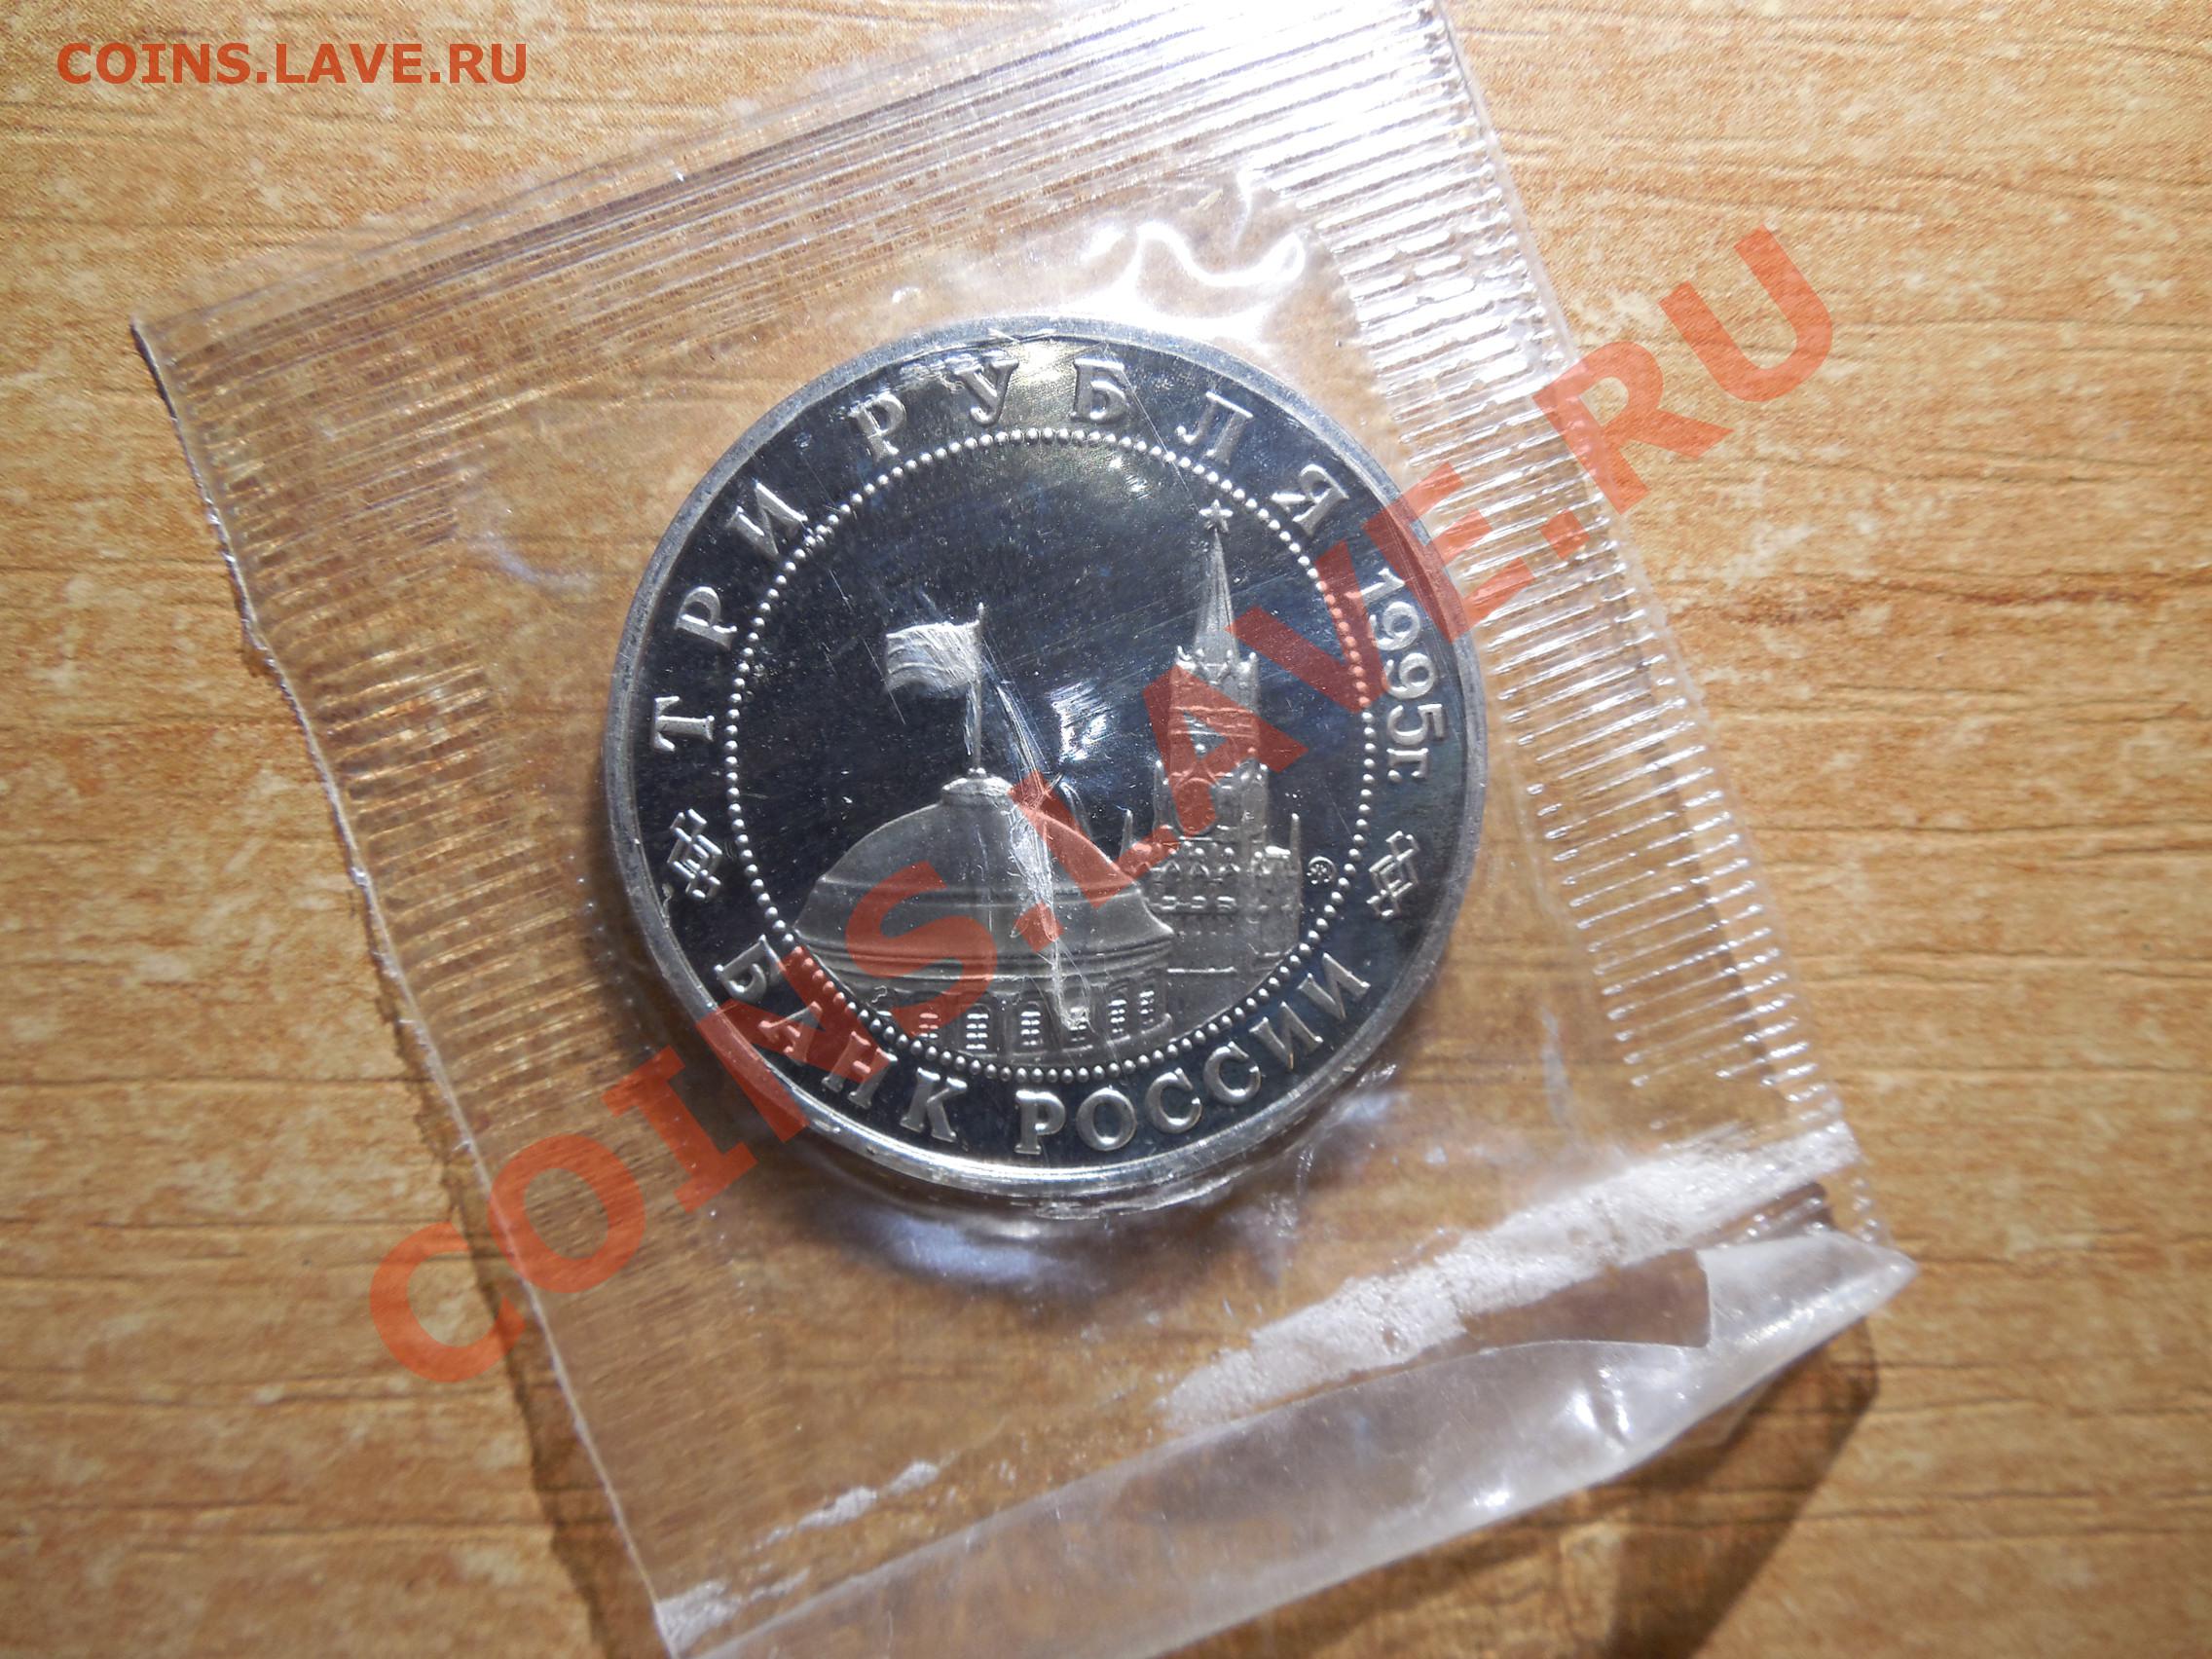 COINS.LAVE.RU
ТРИ РУБЛЯ
1995г.
БАНК РОССИИ
COINS.LAVE.RU